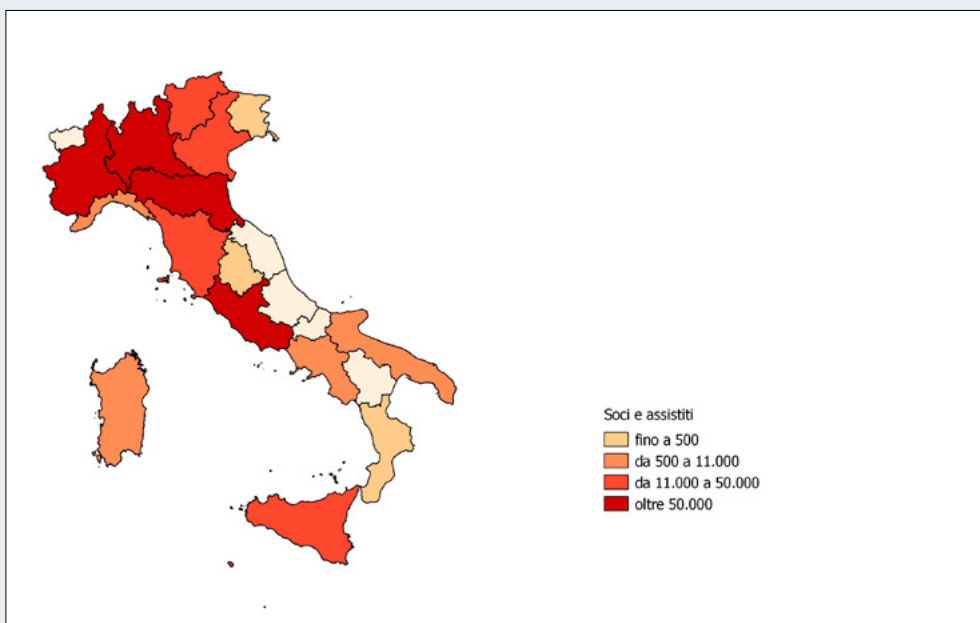 Soci e assistiti
fino a 500
da 500 a 11.000
da 11.000 a 50.000
oltre 50.000